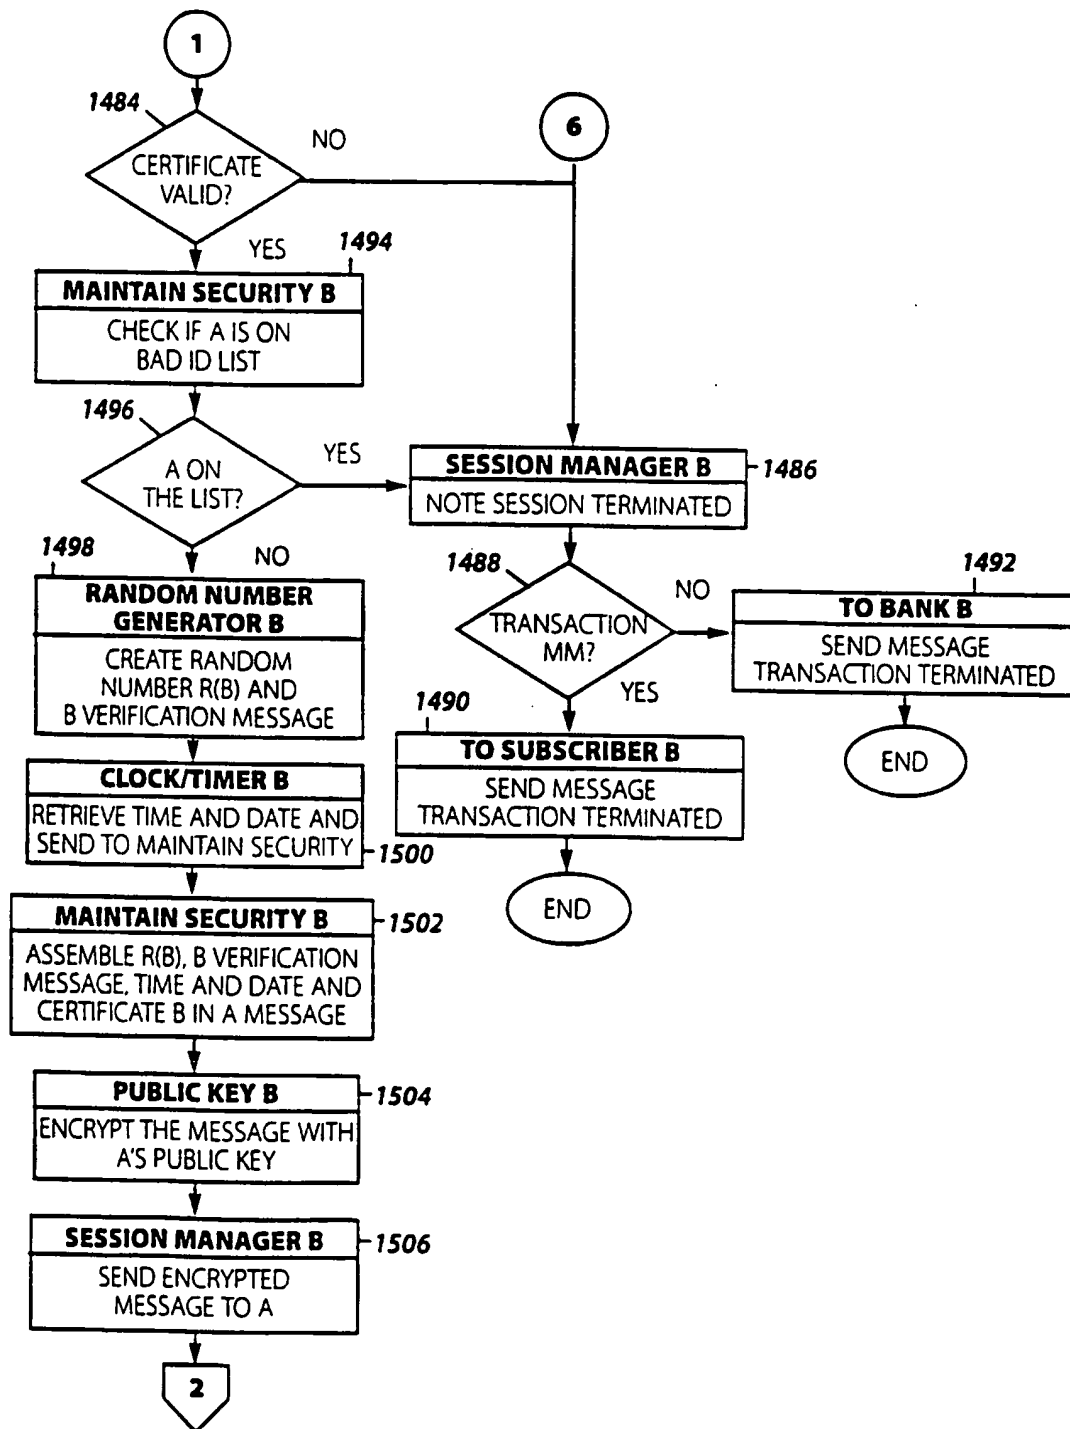 1
1484
CERTIFICATE
VALID?
NO
6
YES
1494
MAINTAIN SECURITY B
CHECK IF A IS ON
BAD ID LIST
1496
A ON
THE LIST?
YES
SESSION MANAGER B
1486
NOTE SESSION TERMINATED
NO
1498
RANDOM NUMBER
GENERATOR B
CREATE RANDOM
NUMBER R(B) AND
B VERIFICATION MESSAGE
1488
TRANSACTION
MM?
NO
1492
TO BANK B
SEND MESSAGE
TRANSACTION TERMINATED
END
YES
1490
TO SUBSCRIBER B
SEND MESSAGE
TRANSACTION TERMINATED
END
CLOCK/TIMER B
RETRIEVE TIME AND DATE AND
SEND TO MAINTAIN SECURITY
1500
MAINTAIN SECURITY B
1502
ASSEMBLE R(B), B VERIFICATION
MESSAGE, TIME AND DATE AND
CERTIFICATE B IN A MESSAGE
PUBLIC KEY B
1504
ENCRYPT THE MESSAGE WITH
A'S PUBLIC KEY
SESSION MANAGER B
1506
SEND ENCRYPTED
MESSAGE TO A
2